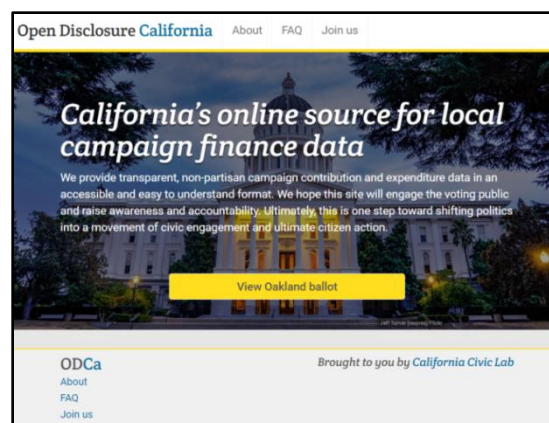 Open Disclosure California About FAQ Join us
California's online source for local
campaign finance data
We provide transparent, non-partisan campaign contribution and expenditure data in an
accessible and easy to understand format. We hope this site will engage the voting public
and raise awareness and accountability. Ultimately, this is one step toward shifting politics
into a movement of civic engagement and ultimate citizen action.
View Oakland ballot
ODCa
Brought to you by California Civic Lab
About
FAQ
Join us